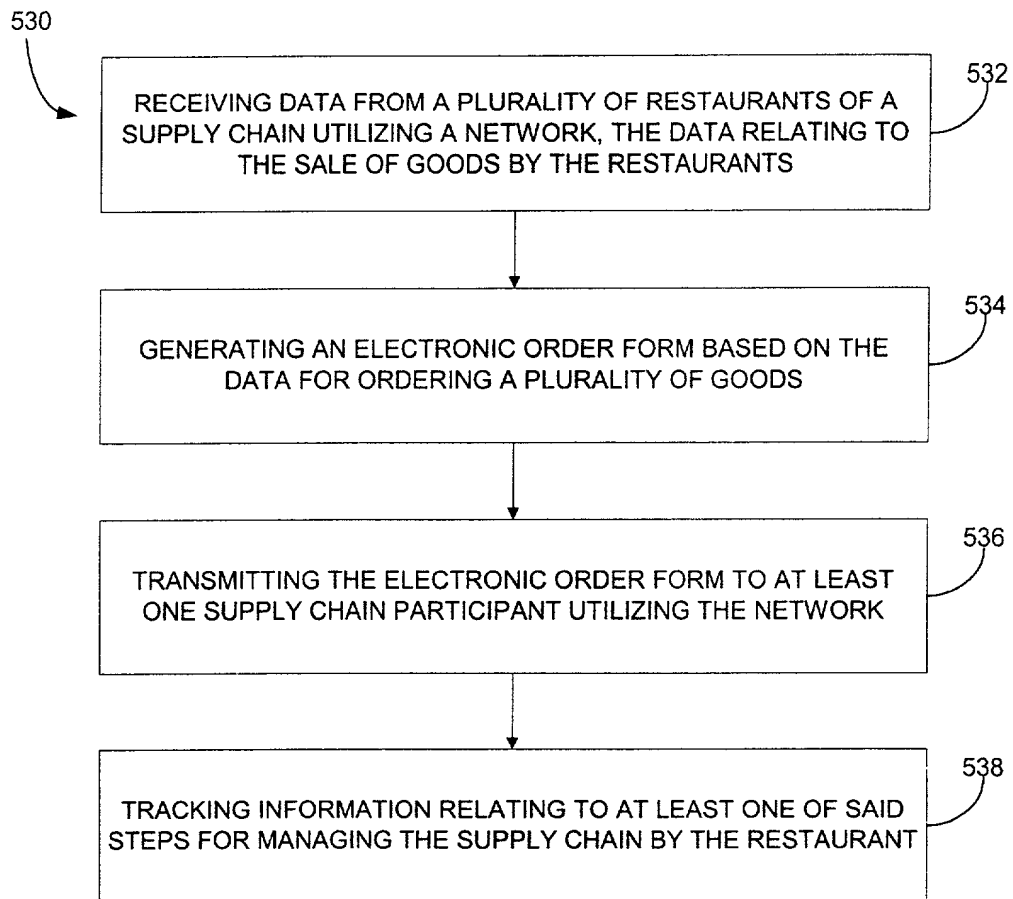 530
532
RECEIVING DATA FROM A PLURALITY OF RESTAURANTS OF A
SUPPLY CHAIN UTILIZING A NETWORK, THE DATA RELATING TO
THE SALE OF GOODS BY THE RESTAURANTS
534
GENERATING AN ELECTRONIC ORDER FORM BASED ON THE
DATA FOR ORDERING A PLURALITY OF GOODS
536
TRANSMITTING THE ELECTRONIC ORDER FORM TO AT LEAST
ONE SUPPLY CHAIN PARTICIPANT UTILIZING THE NETWORK
538
TRACKING INFORMATION RELATING TO AT LEAST ONE OF SAID
STEPS FOR MANAGING THE SUPPLY CHAIN BY THE RESTAURANT